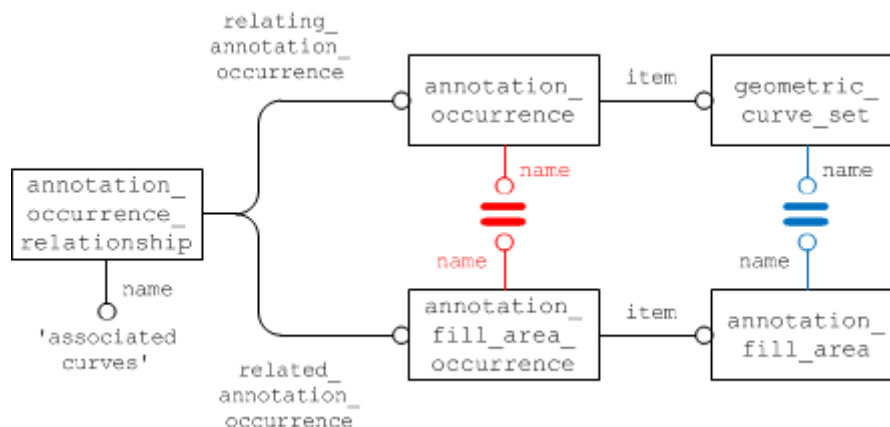 relating_
annotation_
occurrence
annotation_
occurrence
item
geometric_
curve_set
annotation_
occurrence_
relationship
name
name
name
name
name
'associated
curves'
annotation_
fill_area_
occurrence
item
annotation_
fill_area
related_
annotation_
occurrence